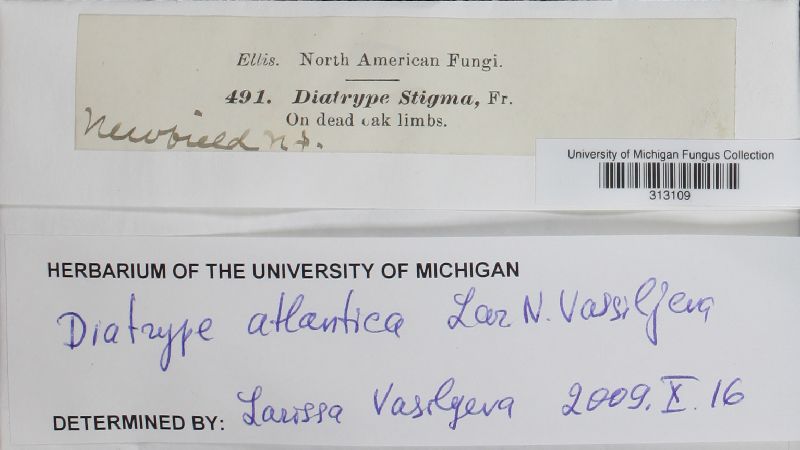 Ellis. North American Fungi.
491. Diatrype Stigma, Fr.
On dead oak limbs.
Newfield N.J.
University of Michigan Fungus Collection
313109
HERBARIUM OF THE UNIVERSITY OF MICHIGAN
Diatrype atlantica Lar N. Vassiljeva
DETERMINED BY: Larissa Vasilyeva 2009. X. 16